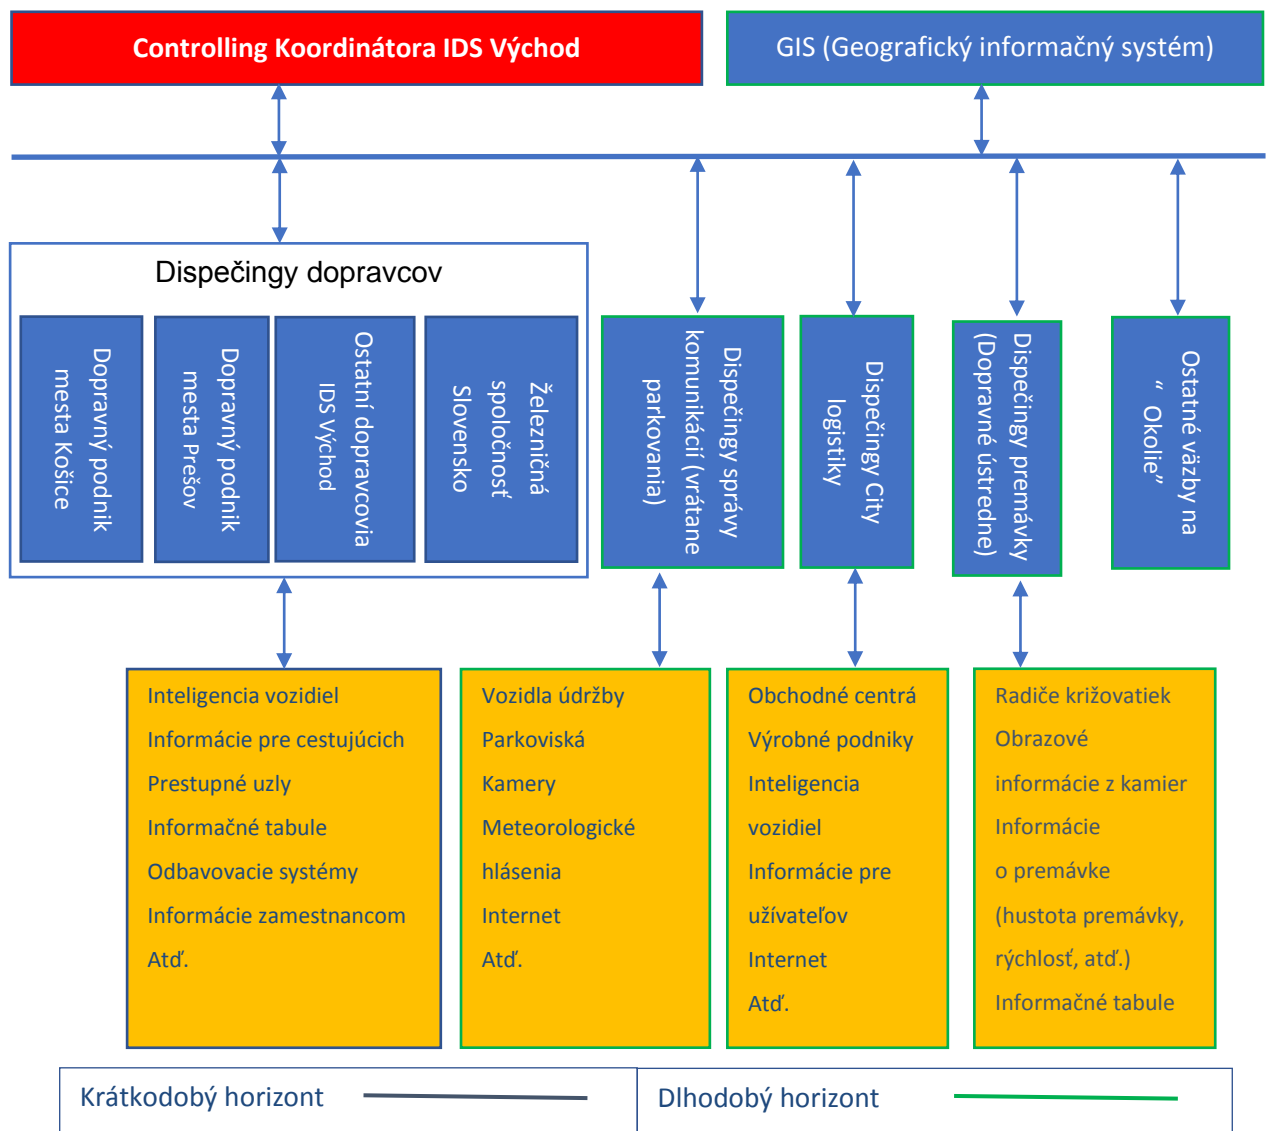 Controlling Koordinátora IDS Východ
GIS (Geografický informačný systém)
Dispečingy dopravcov
Dopravný podnik
mesta Košice
Dopravný podnik
mesta Prešov
Ostatní dopravcovia
IDS Východ
Železničná
spoločnosť
Slovensko
Dispečingy správy
komunikácií (vrátane
parkovania)
Dispečingy City
logistiky
Dispečingy premávky
(Dopravné ústredne)
Ostatné väzby na
“ Okolie”
Inteligencia vozidiel
Informácie pre cestujúcich
Prestupné uzly
Informačné tabule
Odbavovacie systémy
Informácie zamestnancom
Atď.
Vozidla údržby
Parkoviská
Kamery
Meteorologické
hlásenia
Internet
Atď.
Obchodné centrá
Výrobné podniky
Inteligencia
vozidiel
Informácie pre
užívateľov
Internet
Atď.
Radiče križovatiek
Obrazové
informácie z kamier
Informácie
o premávke
(hustota premávky,
rýchlosť, atď.)
Informačné tabule
Krátkodobý horizont
Dlhodobý horizont